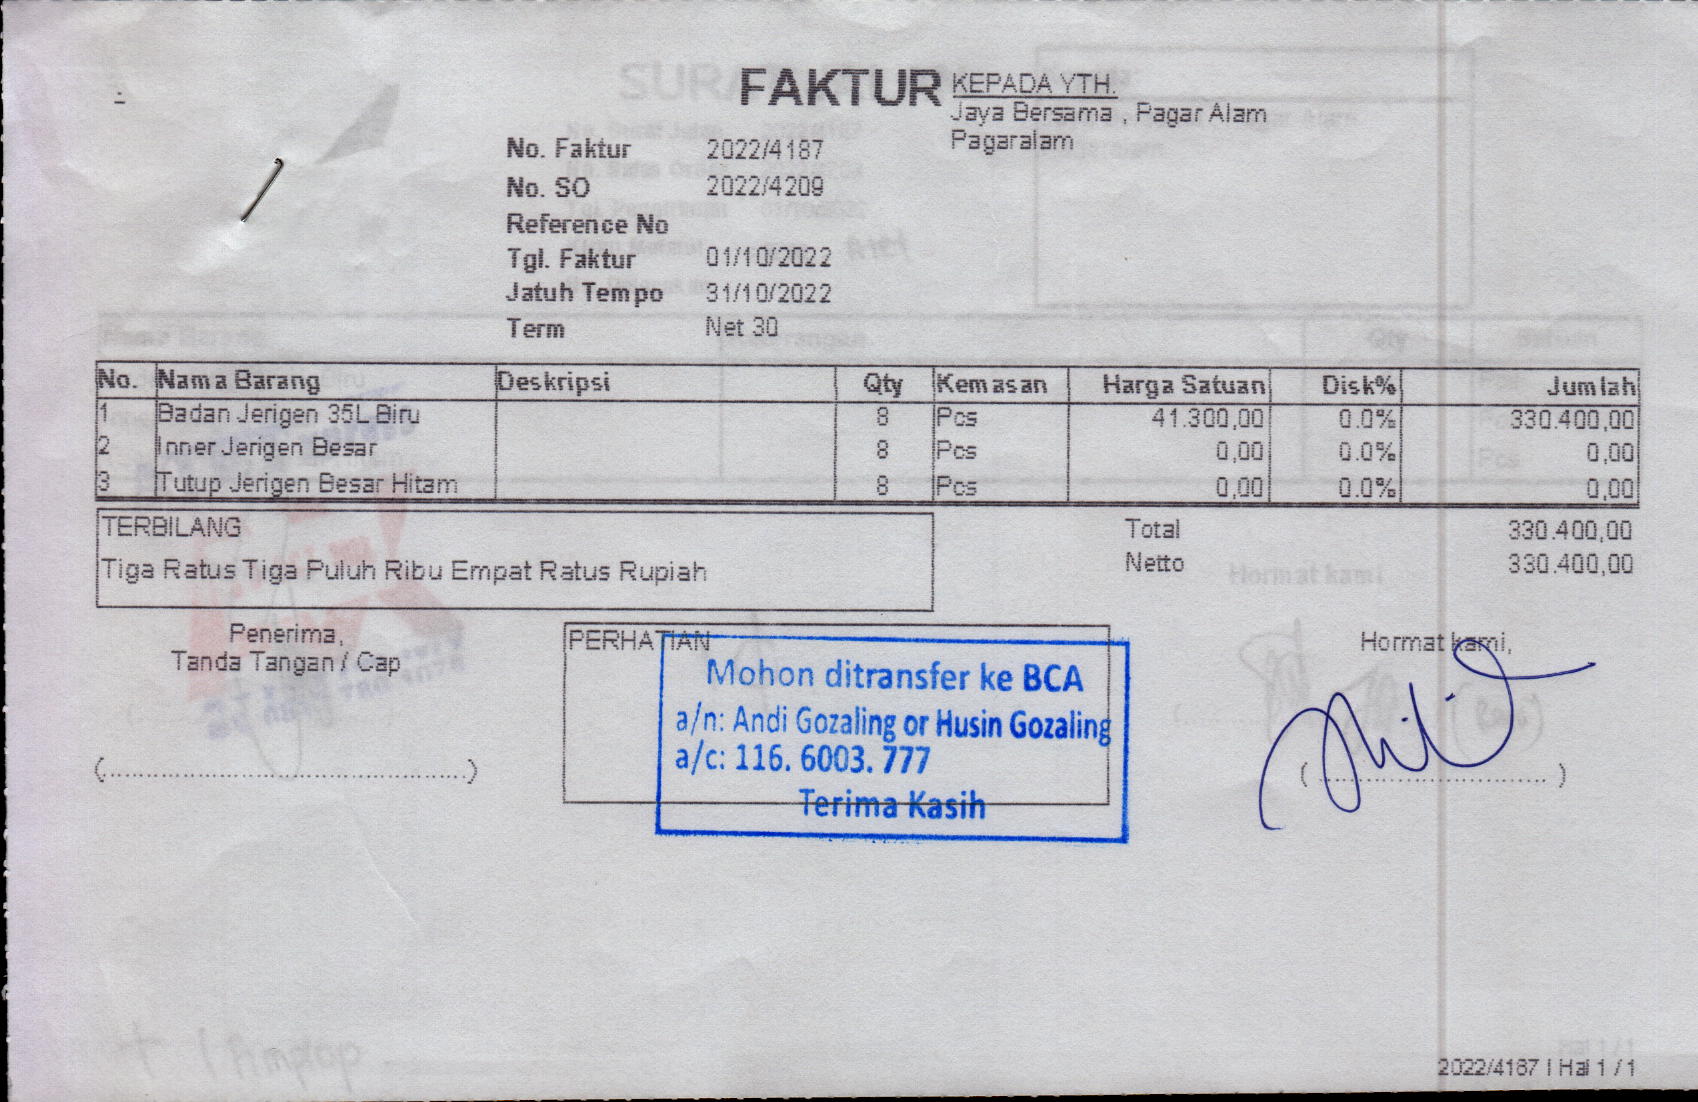 FAKTUR
KEPADA YTH.
Jaya Bersama , Pagar Alam
Pagaralam
No. Faktur 2022/4187
No. SO 2022/4209
Reference No
Tgl. Faktur 01/10/2022
Jatuh Tempo 31/10/2022
Term Net 30
No. Nama Barang Deskripsi Qty Kemasan Harga Satuan Disk% Jumlah
1 Badan Jerigen 35L Biru 8 Pcs 41.300,00 0.0% 330.400,00
2 Inner Jerigen Besar 8 Pcs 0,00 0.0% 0,00
3 Tutup Jerigen Besar Hitam 8 Pcs 0,00 0.0% 0,00
TERBILANG
Tiga Ratus Tiga Puluh Ribu Empat Ratus Rupiah
Total 330.400,00
Netto 330.400,00
Penerima,
Tanda Tangan / Cap
(........................................)
PERHATIAN
Mohon ditransfer ke BCA
a/n: Andi Gozaling or Husin Gozaling
a/c: 116. 6003. 777
Terima Kasih
Hormat kami,
(............................)
2022/4187 | Hal 1 / 1